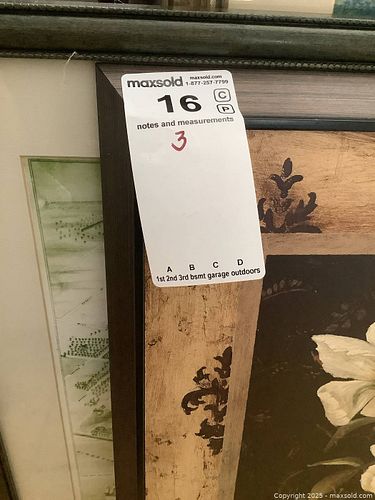 maxsold maxsold.com
1-877-257-7799
16 C
P
notes and measurements
3
A B C D
1st 2nd 3rd bsmt garage outdoors
Copyright 2025 - maxsold.com